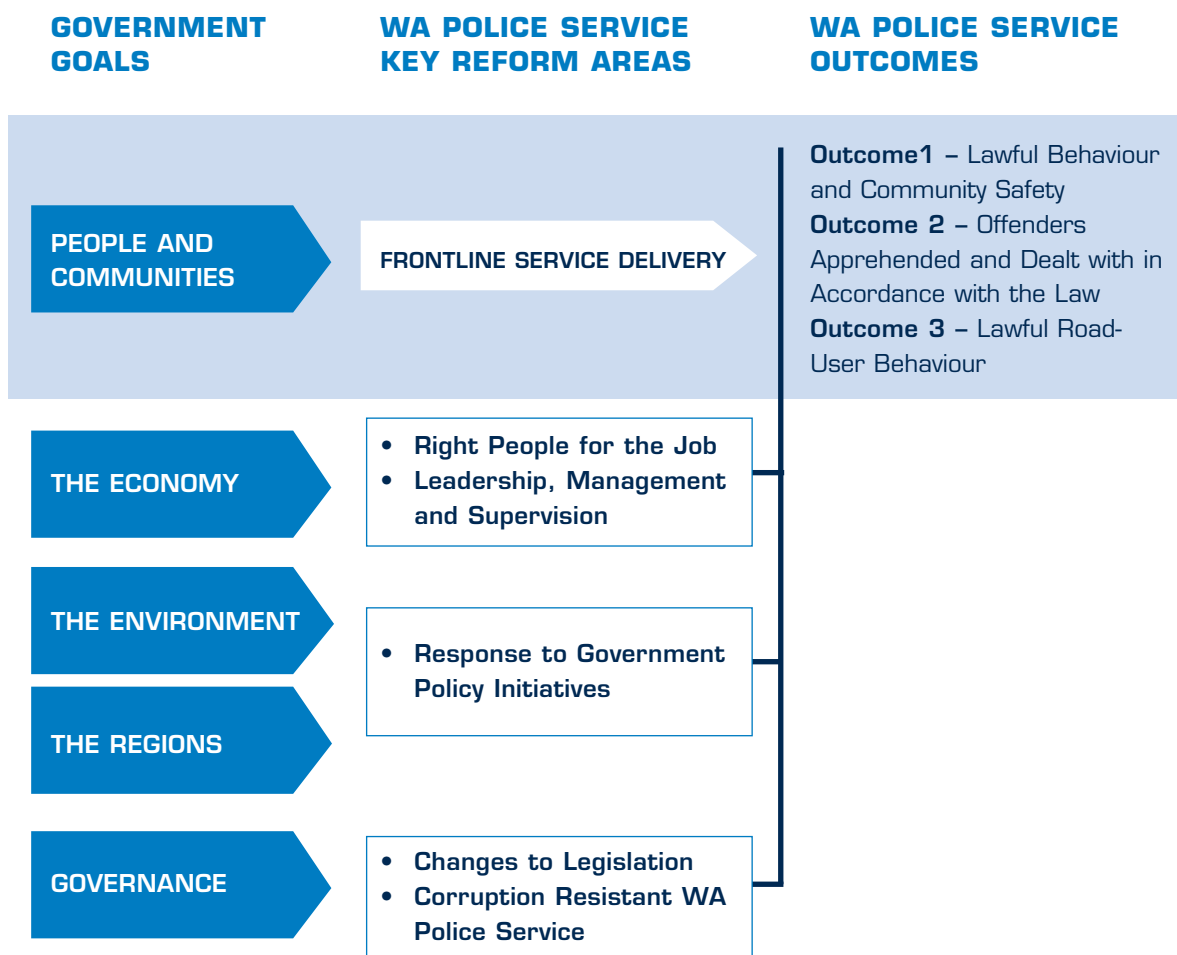 GOVERNMENT
GOALS
WA POLICE SERVICE
KEY REFORM AREAS
WA POLICE SERVICE
OUTCOMES
PEOPLE AND
COMMUNITIES
FRONTLINE SERVICE DELIVERY
Outcome1 – Lawful Behaviour
and Community Safety
Outcome 2 – Offenders
Apprehended and Dealt with in
Accordance with the Law
Outcome 3 – Lawful Road-
User Behaviour
THE ECONOMY
• Right People for the Job
• Leadership, Management
and Supervision
THE ENVIRONMENT
• Response to Government
Policy Initiatives
THE REGIONS
GOVERNANCE
• Changes to Legislation
• Corruption Resistant WA
Police Service